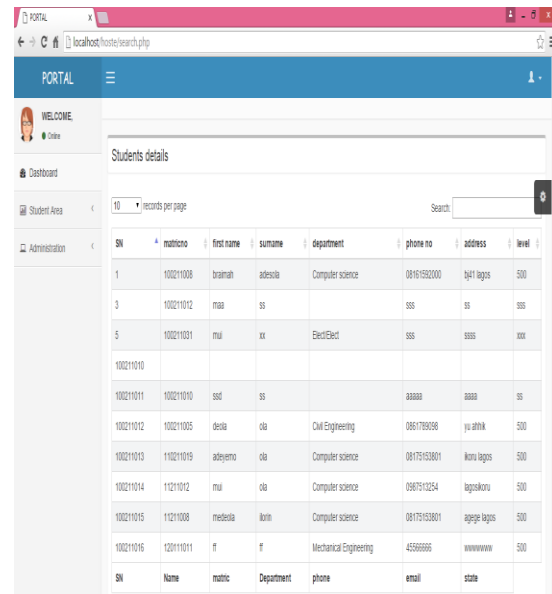 PORTAL x
localhost/hoste/search.php
PORTAL
WELCOME,
Online
Dashboard
Student Area
Administration
Students details
10 records per page Search:
SN matricno first name surname department phone no address level
1 100211008 braimah adesola Computer science 08161592000 bj41 lagos 500
3 100211012 maa ss sss ss sss
5 100211031 mui xx Elect/Elect sss ssss xxx
100211010
100211011 100211010 ssd ss aaaaa aaaa ss
100211012 100211005 deola ola Civil Engineering 0861789098 yu ahhik 500
100211013 110211019 adeyemo ola Computer science 08175153801 ikoru lagos 500
100211014 11211012 mui ola Computer science 0987513254 lagosikoru 500
100211015 11211008 medeola ilorin Computer science 08175153801 agege lagos 500
100211016 120111011 ff ff Mechanical Engineering 45566666 wwwwwww 500
SN Name matric Department phone email state